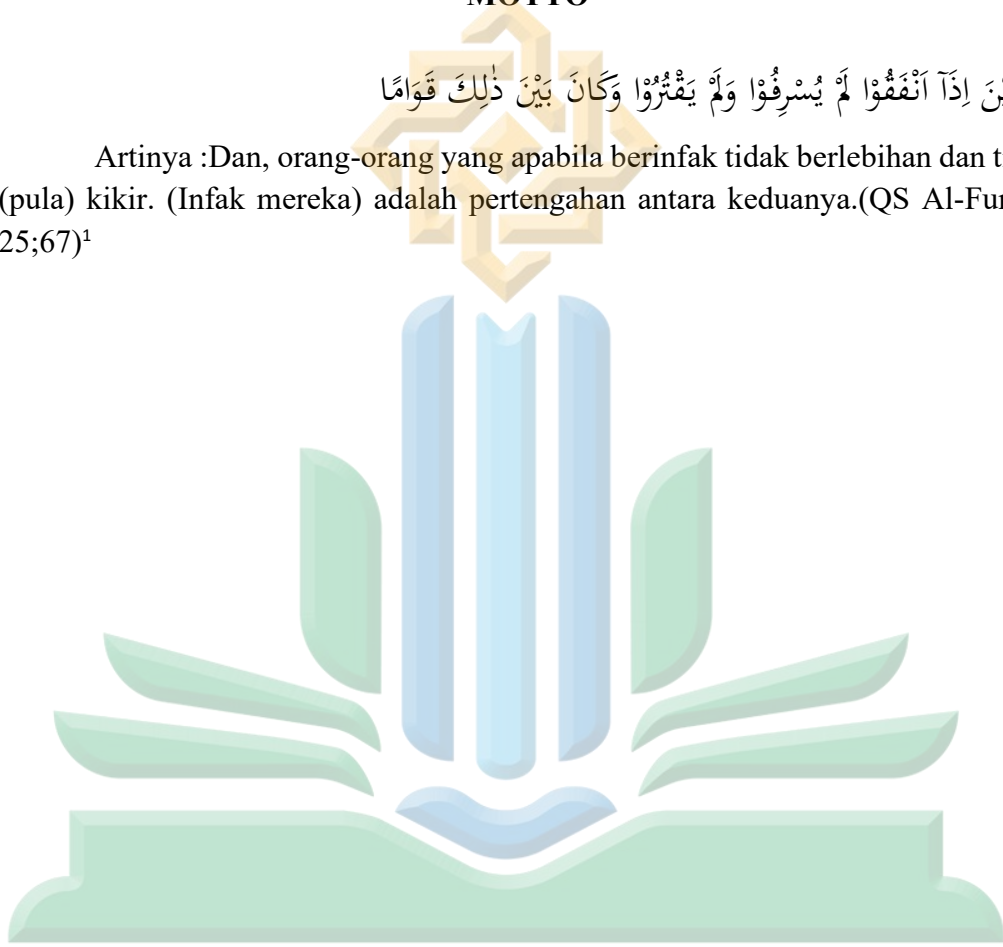 MOTTO
اِذَآ اَنْفَقُوْا لَمْ يُسْرِفُوْا وَلَمْ يَقْتُرُوْا وَكَانَ بَيْنَ ذٰلِكَ قَوَامًا
Artinya :Dan, orang-orang yang apabila berinfak tidak berlebihan dan
(pula) kikir. (Infak mereka) adalah pertengahan antara keduanya.(QS
25;67)¹